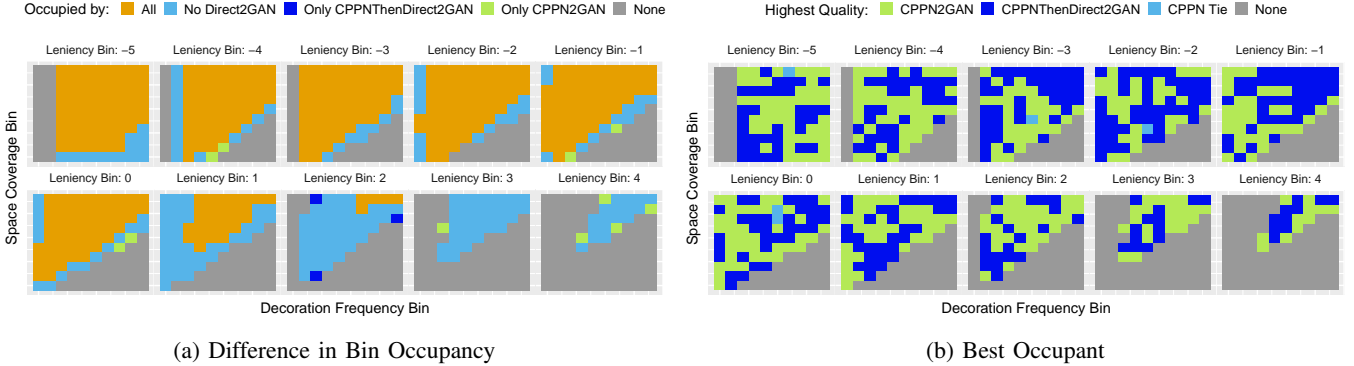 Occupied by: All No Direct2GAN Only CPPNThenDirect2GAN Only CPPN2GAN None
Leniency Bin: −5 Leniency Bin: −4 Leniency Bin: −3 Leniency Bin: −2 Leniency Bin: −1
Leniency Bin: 0 Leniency Bin: 1 Leniency Bin: 2 Leniency Bin: 3 Leniency Bin: 4
Space Coverage Bin
Decoration Frequency Bin
(a) Difference in Bin Occupancy
Highest Quality: CPPN2GAN CPPNThenDirect2GAN CPPN Tie None
Leniency Bin: −5 Leniency Bin: −4 Leniency Bin: −3 Leniency Bin: −2 Leniency Bin: −1
Leniency Bin: 0 Leniency Bin: 1 Leniency Bin: 2 Leniency Bin: 3 Leniency Bin: 4
Space Coverage Bin
Decoration Frequency Bin
(b) Best Occupant